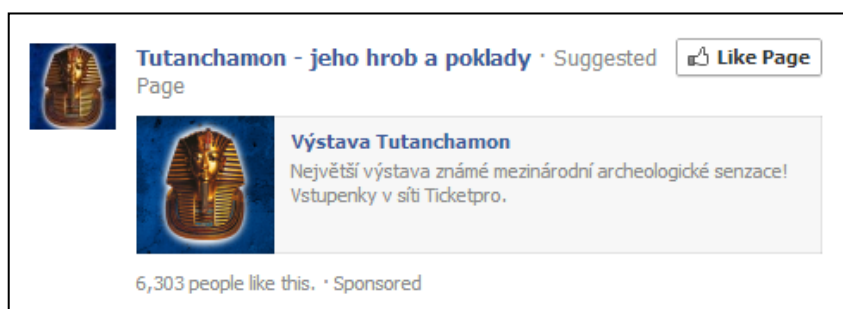 Tutanchamon - jeho hrob a poklady · Suggested Page
Like Page
Výstava Tutanchamon
Největší výstava známé mezinárodní archeologické senzace!
Vstupenky v síti Ticketpro.
6,303 people like this. · Sponsored